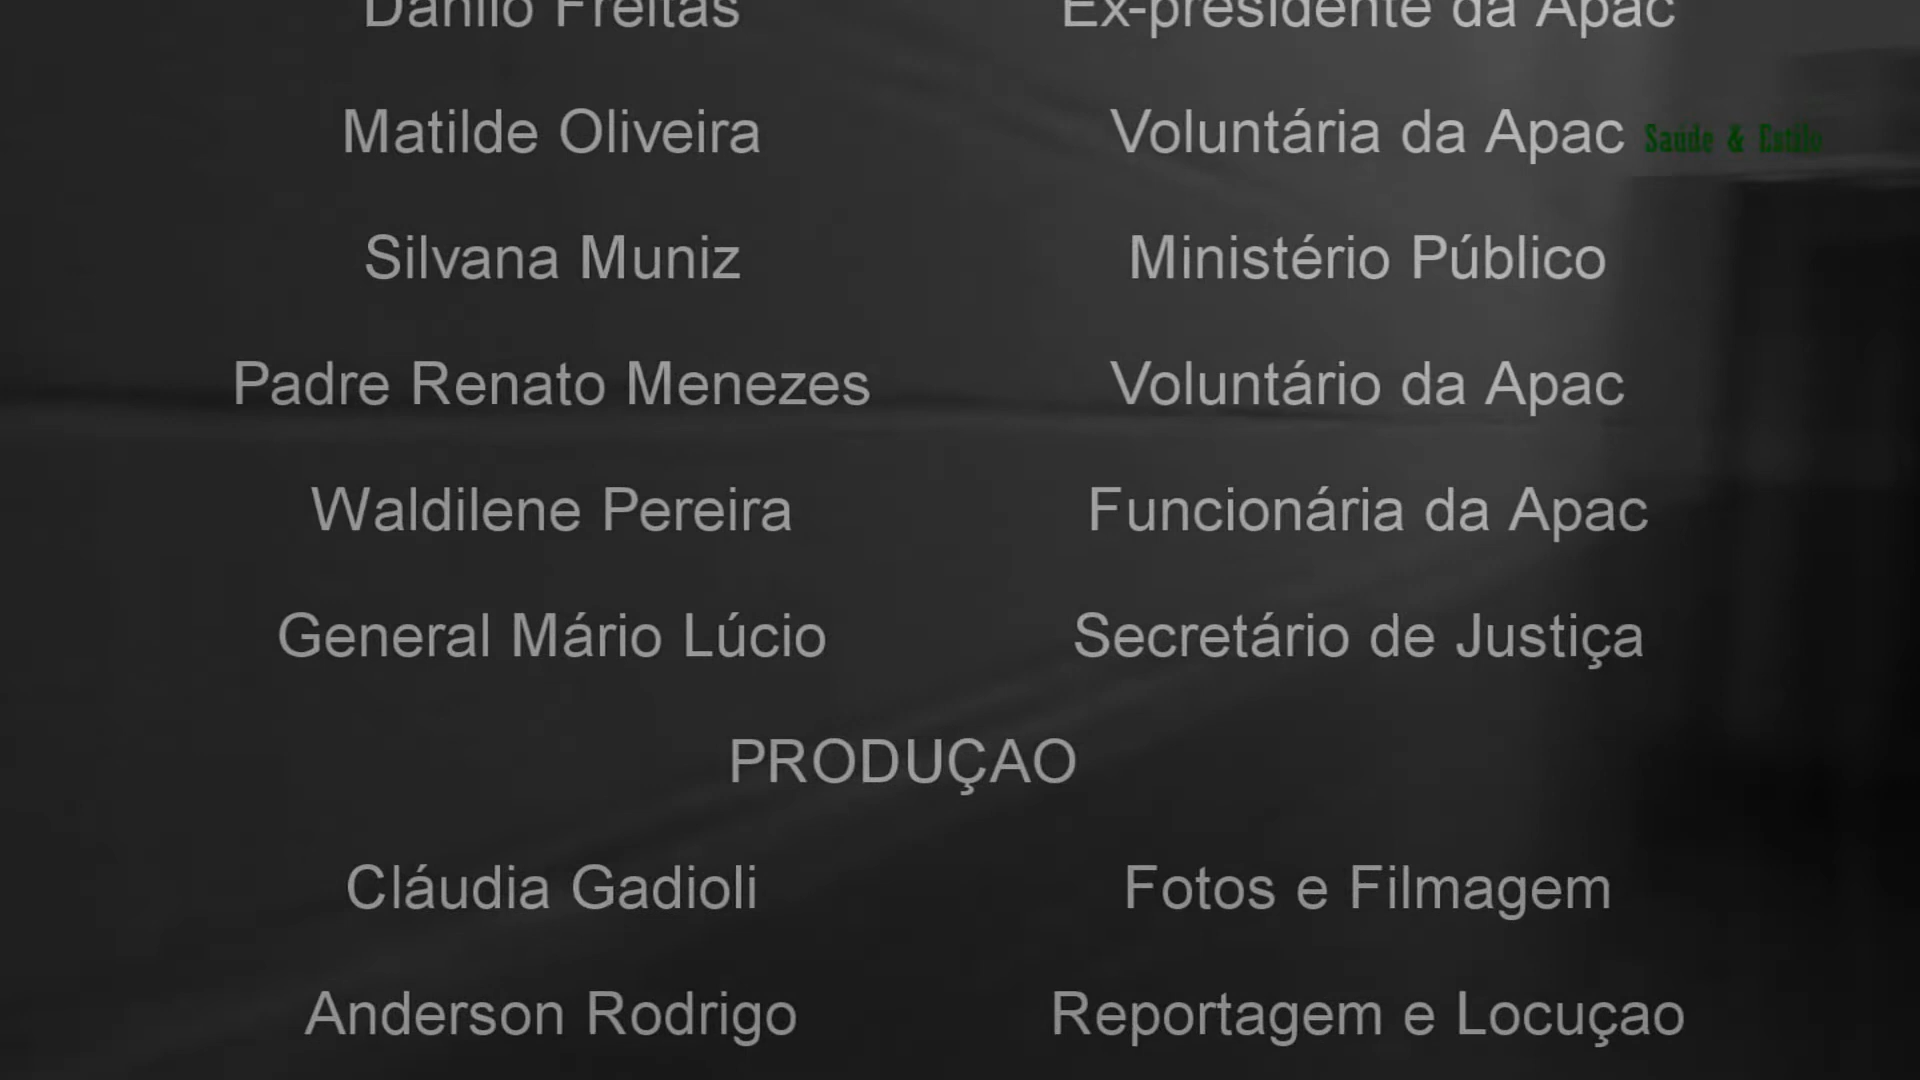 Danilo Freitas Ex-presidente da Apac
Matilde Oliveira Voluntária da Apac
Saúde & Estilo
Silvana Muniz Ministério Público
Padre Renato Menezes Voluntário da Apac
Waldilene Pereira Funcionária da Apac
General Mário Lúcio Secretário de Justiça
PRODUÇAO
Cláudia Gadioli Fotos e Filmagem
Anderson Rodrigo Reportagem e Locuçao